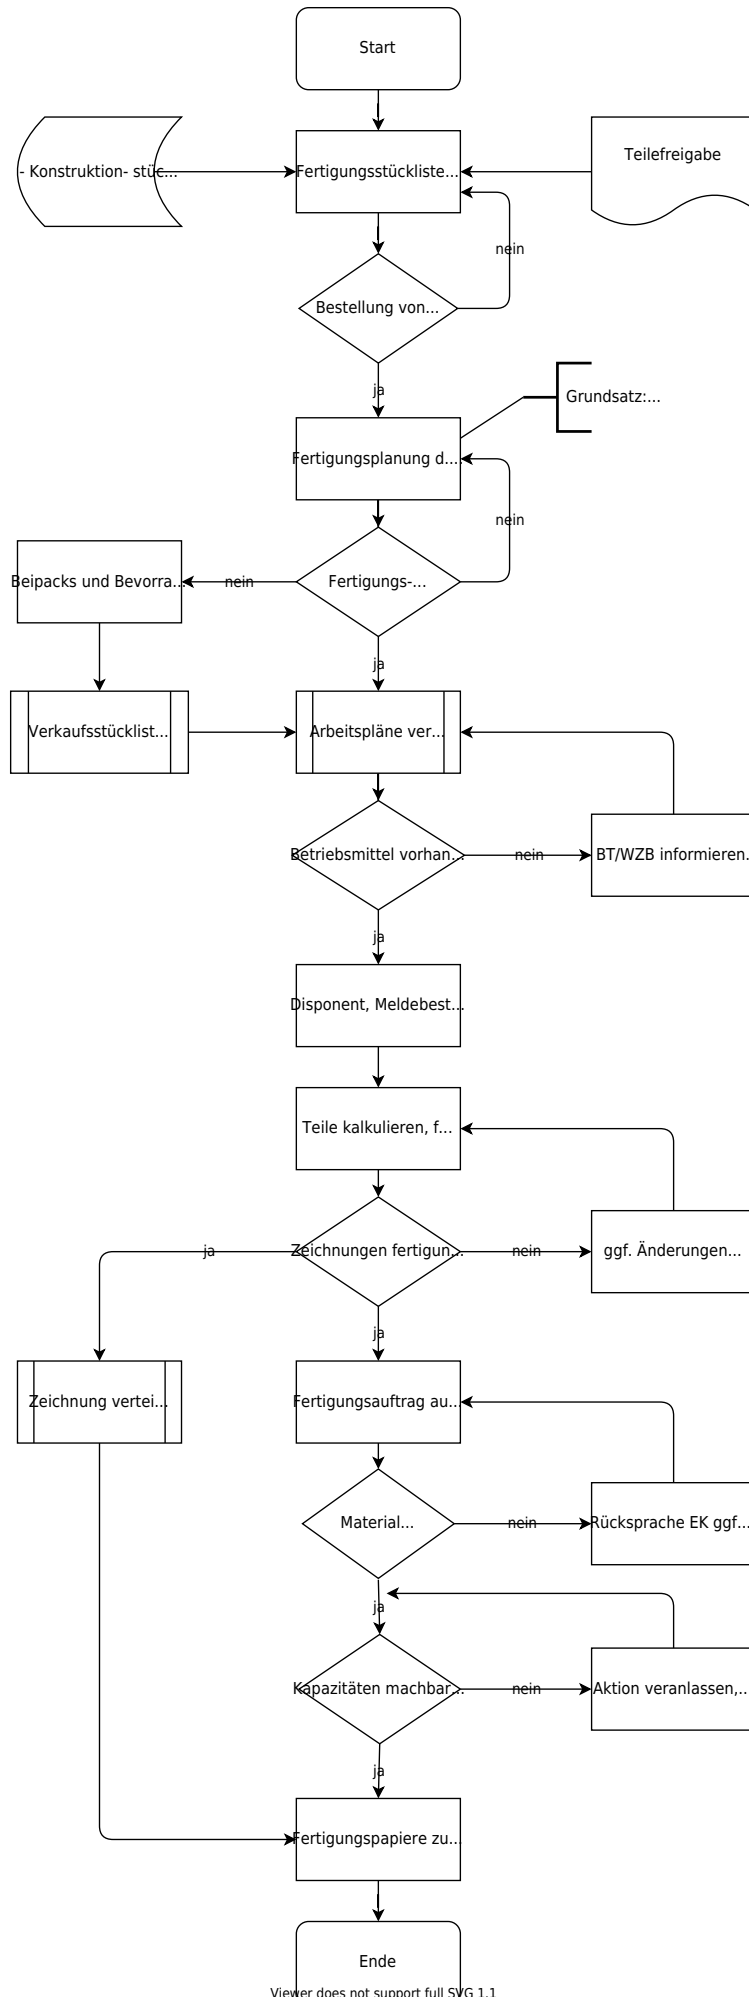 Start
- Konstruktion- stüc...
Fertigungsstückliste...
Teilefreigabe
nein
Bestellung von...
ja
Grundsatz:...
Fertigungsplanung d...
nein
Beipacks und Bevorra...
nein
Fertigungs-...
ja
Verkaufsstücklist...
Arbeitspläne ver...
Betriebsmittel vorhan...
nein
BT/WZB informieren.
ja
Disponent, Meldebest...
Teile kalkulieren, f...
ja
Zeichnungen fertigun...
nein
ggf. Änderungen...
ja
Zeichnung vertei...
Fertigungsauftrag au...
Material...
nein
Rücksprache EK ggf...
ja
Kapazitäten machbar...
nein
Aktion veranlassen,...
ja
Fertigungspapiere zu...
Ende
Viewer does not support full SVG 1.1